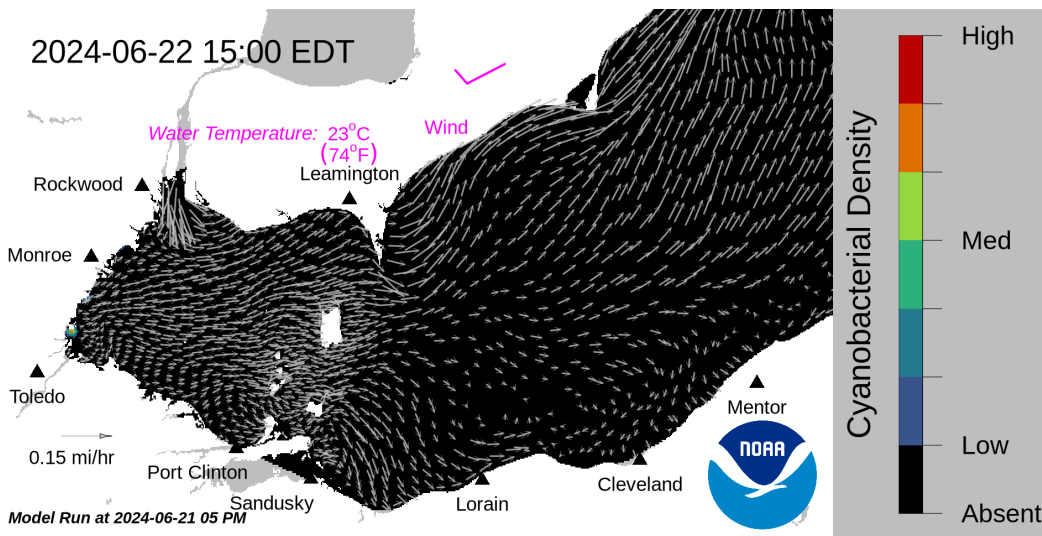 2024-06-22 15:00 EDT
Water Temperature: 23°C
(74°F)
Wind
Leamington
Rockwood
Monroe
Toledo
0.15 mi/hr
Port Clinton
Sandusky
Lorain
Cleveland
Mentor
NOAA
Model Run at 2024-06-21 05 PM
Cyanobacterial Density
High
Med
Low
Absent